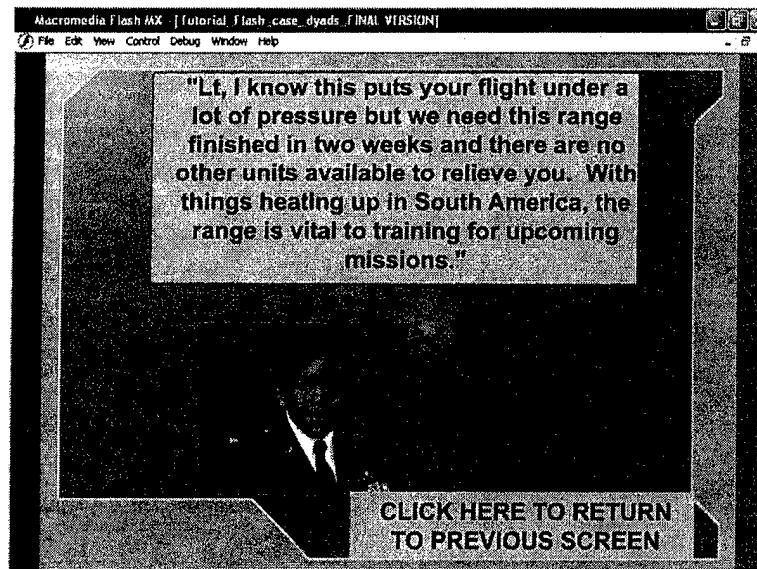 Macromedia Flash MX - [Tutorial_Flash_case_dyads_FINAL VERSION]
File Edit View Control Debug Window Help
"Lt, I know this puts your flight under a
lot of pressure but we need this range
finished in two weeks and there are no
other units available to relieve you. With
things heating up in South America, the
range is vital to training for upcoming
missions."
CLICK HERE TO RETURN
TO PREVIOUS SCREEN